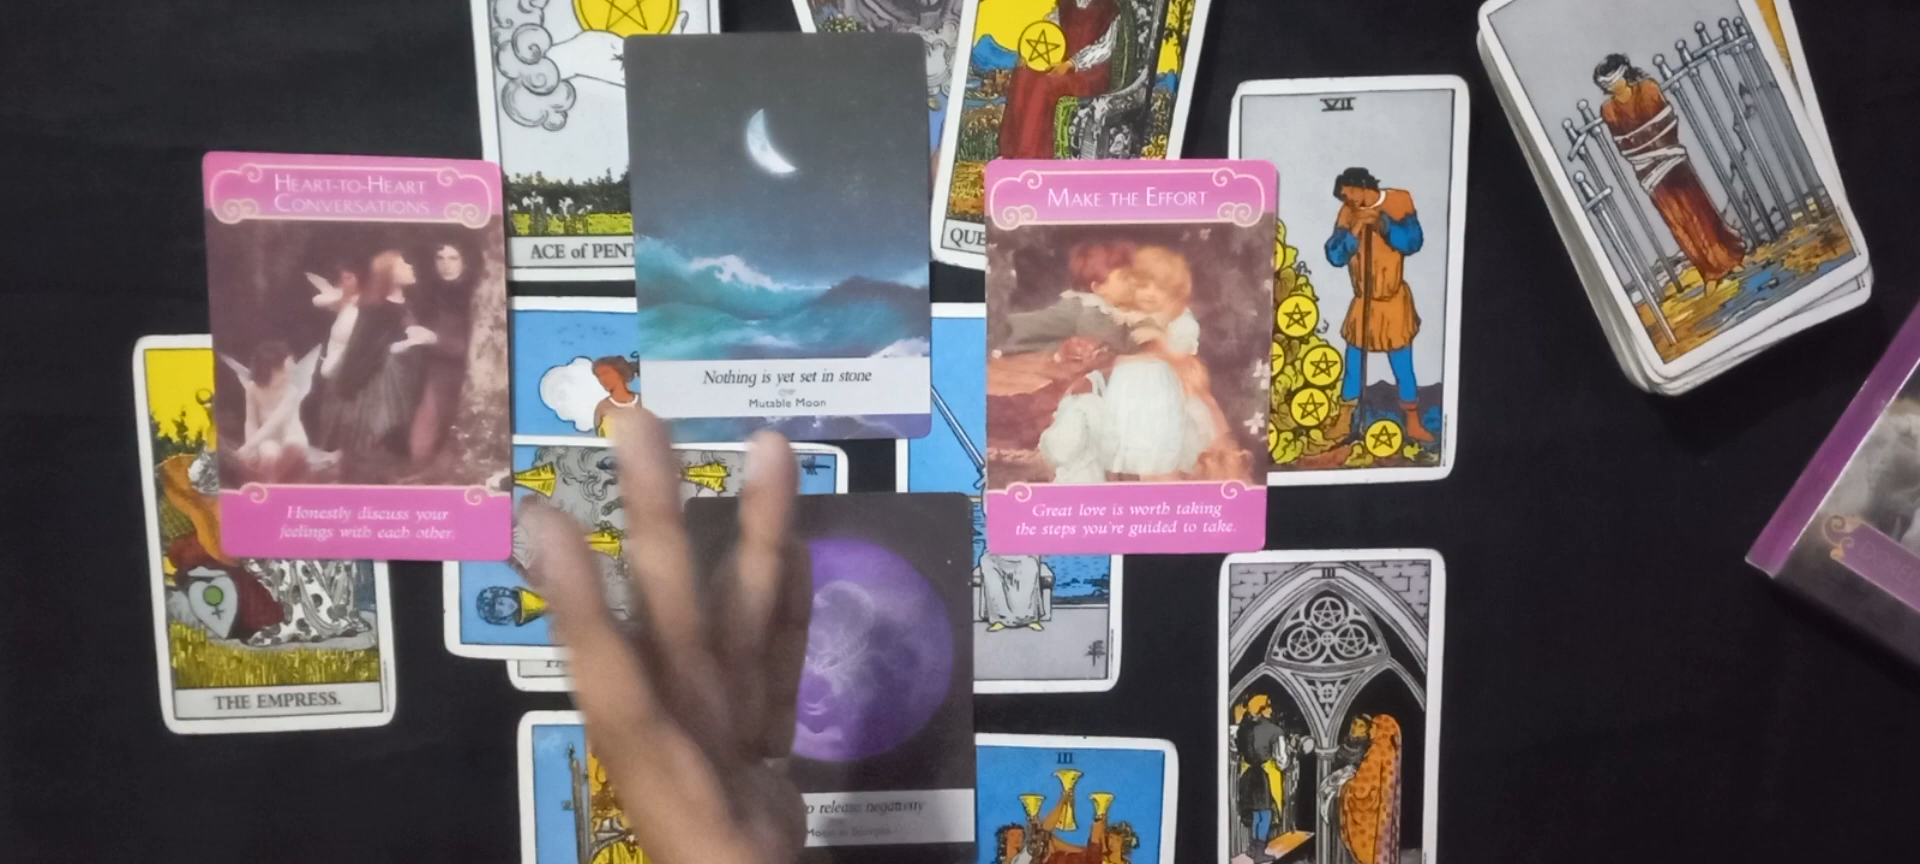 VII
HEART-TO-HEART
CONVERSATIONS
MAKE THE EFFORT
ACE of PENT
QUE
Nothing is yet set in stone
Mutable Moon
Honestly discuss your
feelings with each other.
Great love is worth taking
the steps you're guided to take.
III
THE EMPRESS.
III
o release negativity
Moon in Scorpio